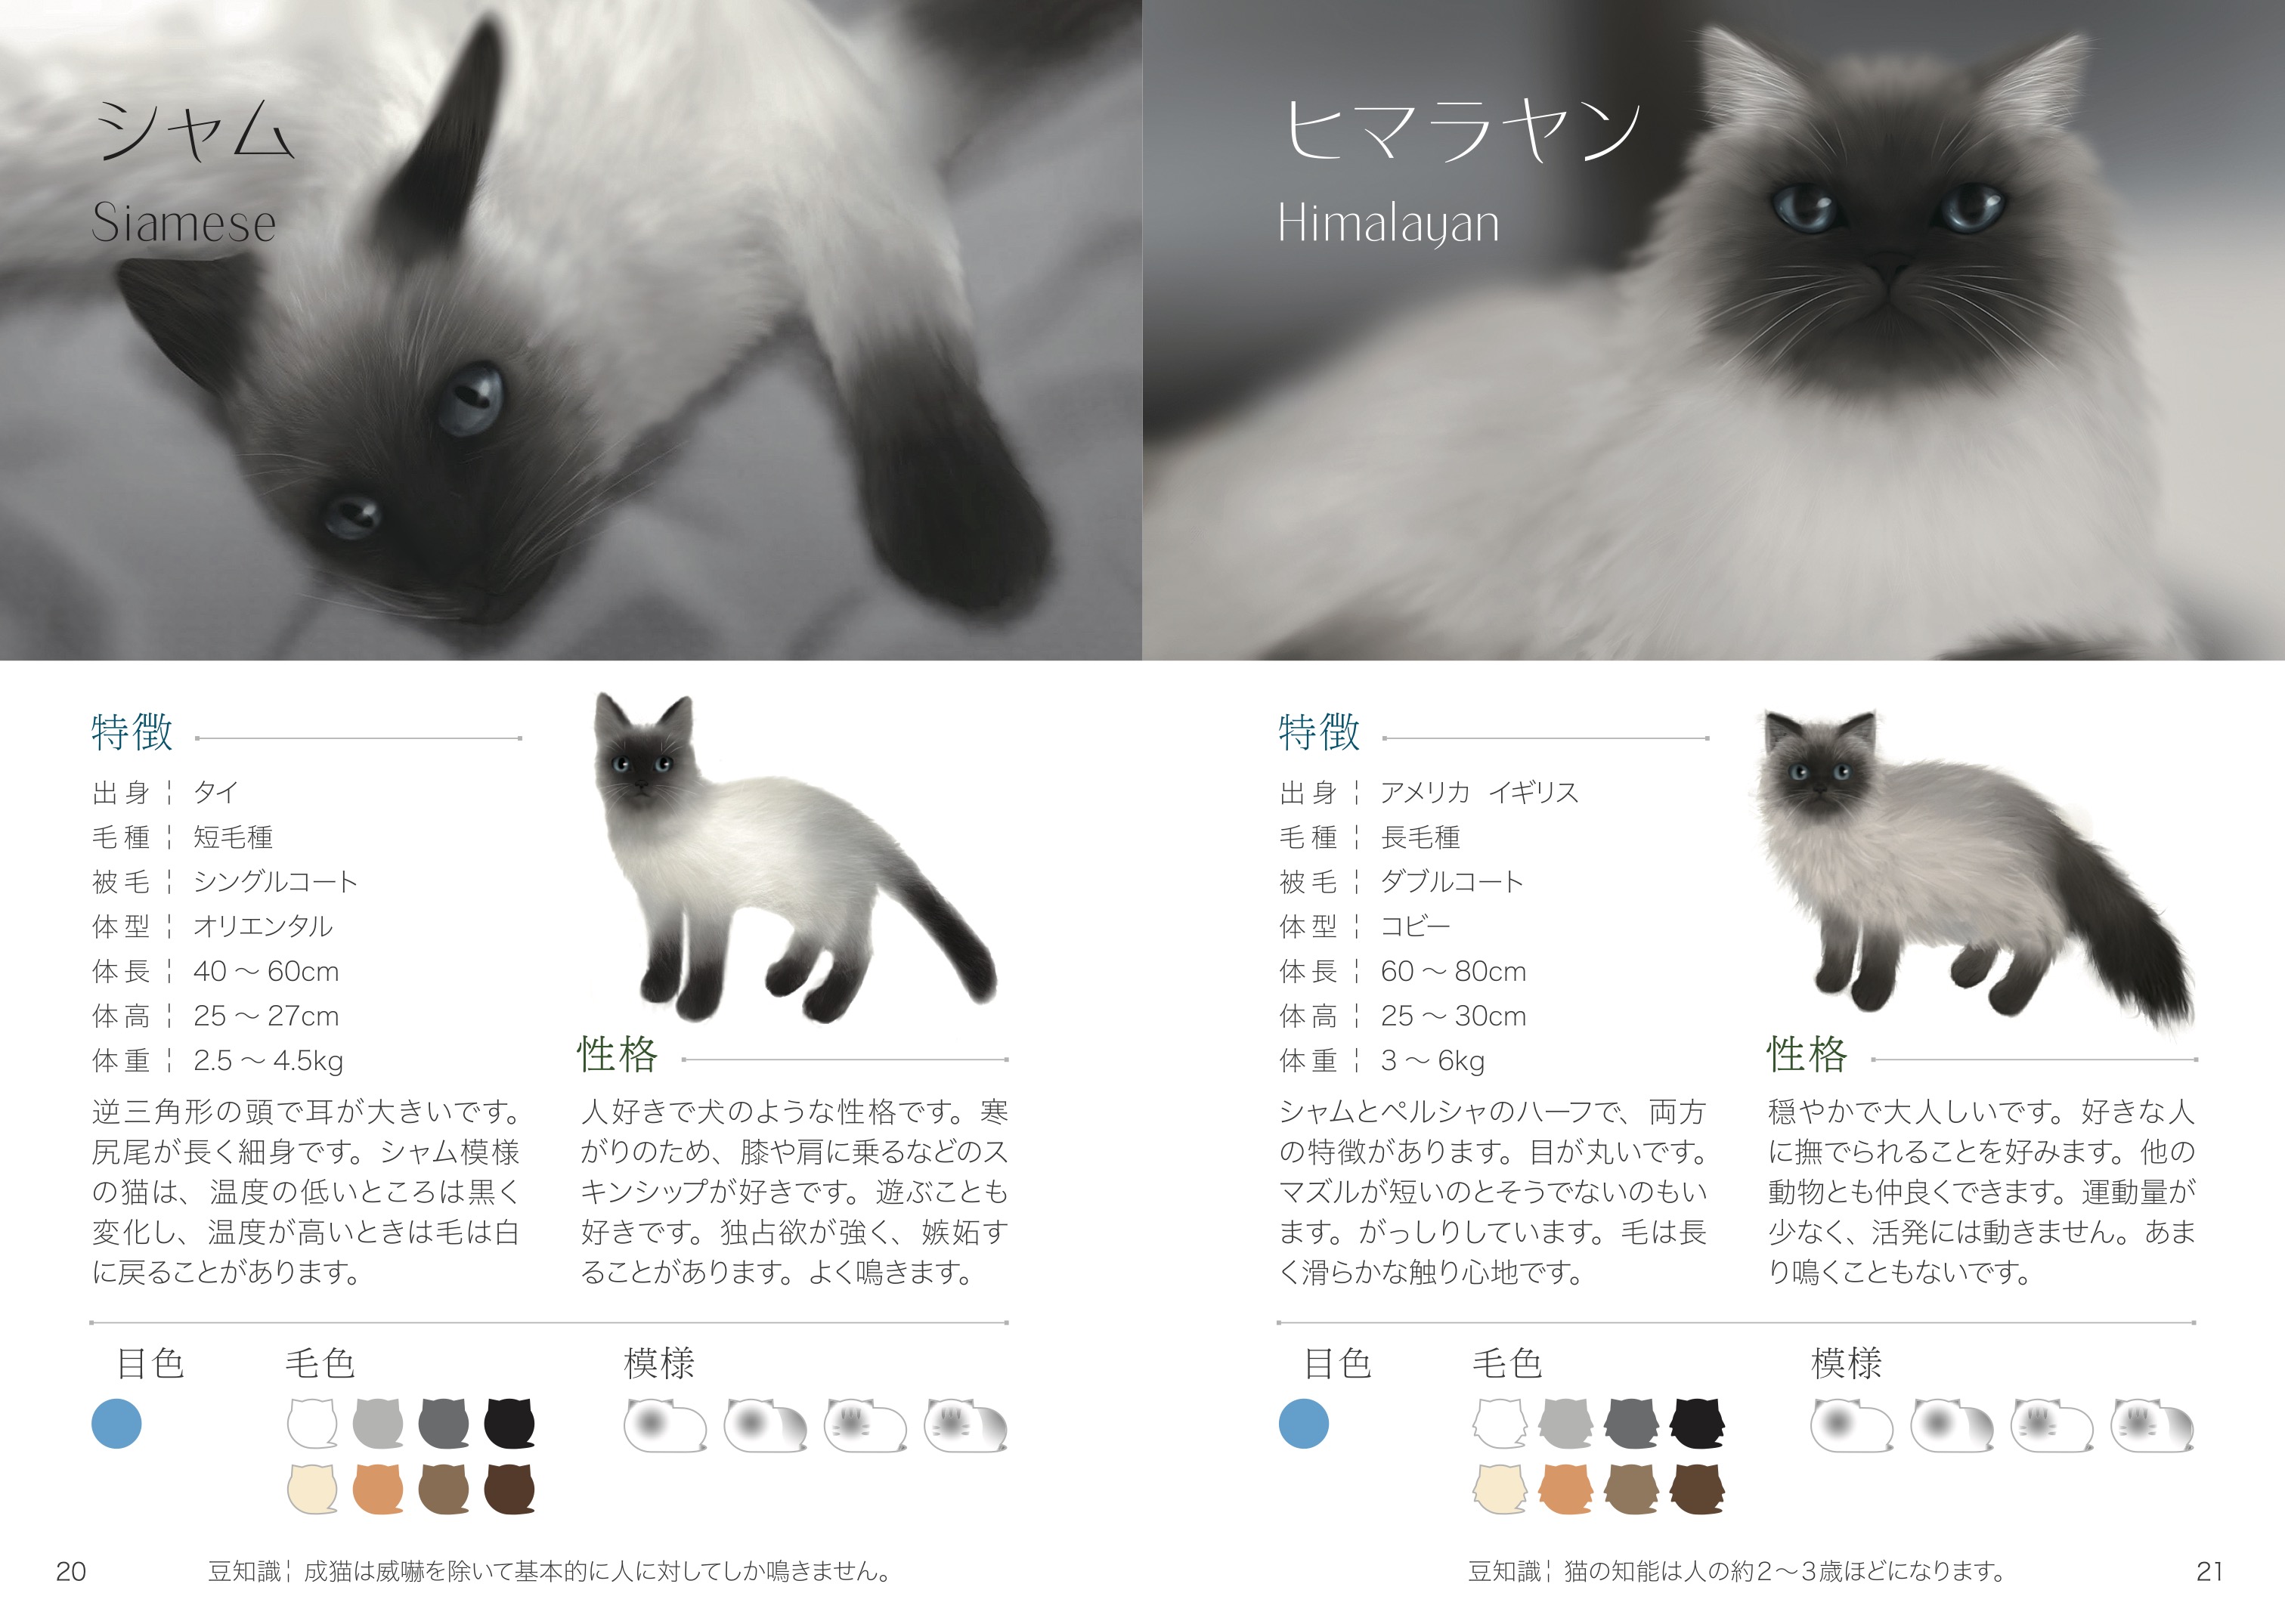 シャム
Siamese
特徴
出身¦タイ
毛種¦短毛種
被毛¦シングルコート
体型¦オリエンタル
体長¦40～60cm
体高¦25～27cm
体重¦2.5～4.5kg
逆三角形の頭で耳が大きいです。
尻尾が長く細身です。シャム模様
の猫は、温度の低いところは黒く
変化し、温度が高いときは毛は白
に戻ることがあります。
性格
人好きで犬のような性格です。寒
がりのため、膝や肩に乗るなどのス
キンシップが好きです。遊ぶことも
好きです。独占欲が強く、嫉妬す
ることがあります。よく鳴きます。
目色
毛色
模様
20
豆知識¦成猫は威嚇を除いて基本的に人に対してしか鳴きません。
ヒマラヤン
Himalayan
特徴
出身¦アメリカ イギリス
毛種¦長毛種
被毛¦ダブルコート
体型¦コビー
体長¦60～80cm
体高¦25～30cm
体重¦3～6kg
シャムとペルシャのハーフで、両方
の特徴があります。目が丸いです。
マズルが短いのとそうでないのもい
ます。がっしりしています。毛は長
く滑らかな触り心地です。
性格
穏やかで大人しいです。好きな人
に撫でられることを好みます。他の
動物とも仲良くできます。運動量が
少なく、活発には動きません。あま
り鳴くこともないです。
目色
毛色
模様
豆知識¦猫の知能は人の約2～3歳ほどになります。
21